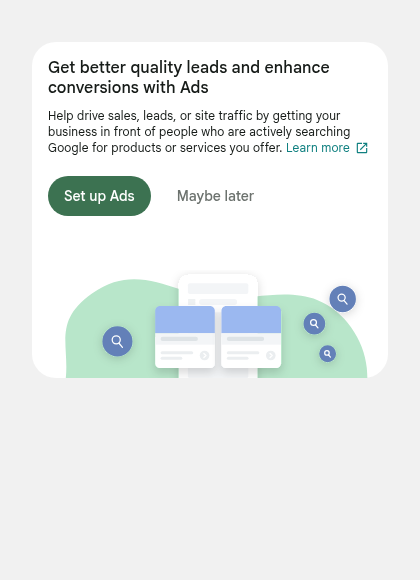 Get better quality leads and enhance
conversions with Ads
Help drive sales, leads, or site traffic by getting your
business in front of people who are actively searching
Google for products or services you offer. Learn more
Set up Ads
Maybe later